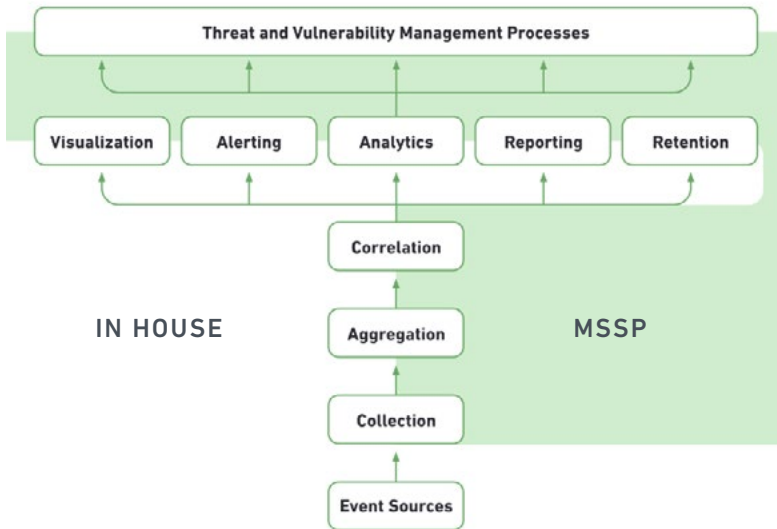 Threat and Vulnerability Management Processes
Visualization
Alerting
Analytics
Reporting
Retention
Correlation
IN HOUSE
Aggregation
MSSP
Collection
Event Sources